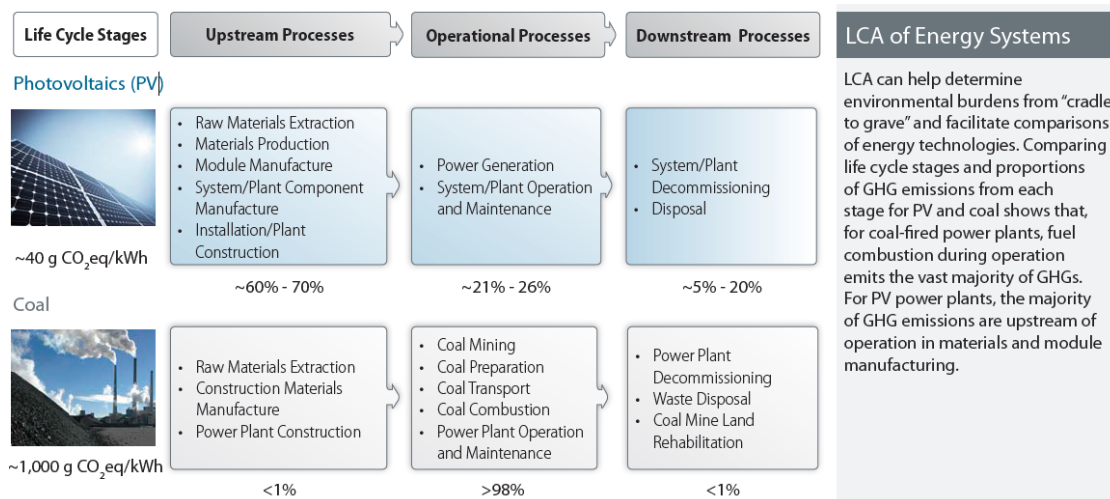 Life Cycle Stages
Upstream Processes
Operational Processes
Downstream Processes
Photovoltaics (PV)
• Raw Materials Extraction
• Materials Production
• Module Manufacture
• System/Plant Component
Manufacture
• Installation/Plant
Construction
• Power Generation
• System/Plant Operation
and Maintenance
• System/Plant
Decommissioning
• Disposal
~40 g CO₂eq/kWh
~60% - 70%
~21% - 26%
~5% - 20%
Coal
• Raw Materials Extraction
• Construction Materials
Manufacture
• Power Plant Construction
• Coal Mining
• Coal Preparation
• Coal Transport
• Coal Combustion
• Power Plant Operation
and Maintenance
• Power Plant
Decommissioning
• Waste Disposal
• Coal Mine Land
Rehabilitation
~1,000 g CO₂eq/kWh
<1%
>98%
<1%
LCA of Energy Systems
LCA can help determine
environmental burdens from “cradle
to grave” and facilitate comparisons
of energy technologies. Comparing
life cycle stages and proportions
of GHG emissions from each
stage for PV and coal shows that,
for coal-fired power plants, fuel
combustion during operation
emits the vast majority of GHGs.
For PV power plants, the majority
of GHG emissions are upstream of
operation in materials and module
manufacturing.